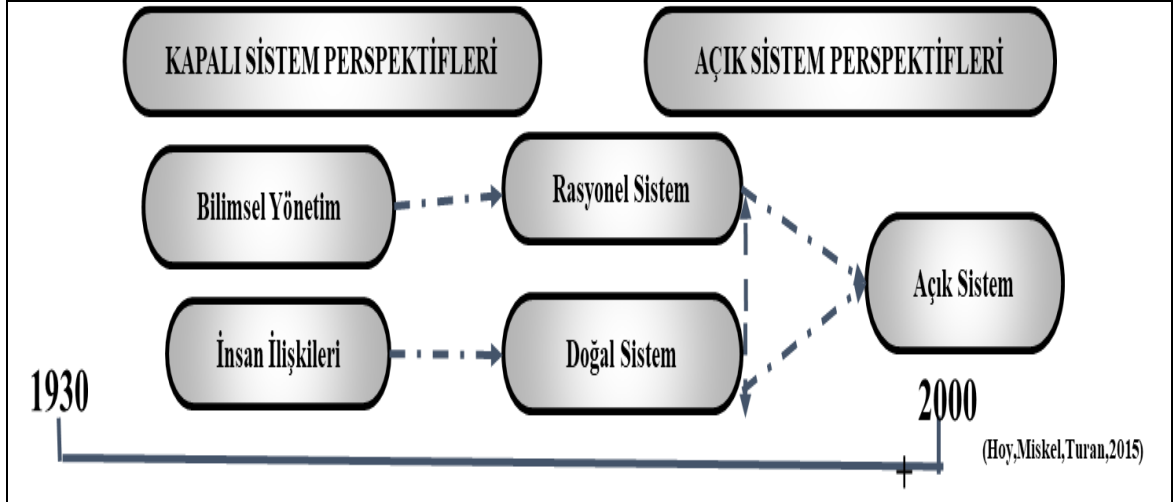 KAPALI SİSTEM PERSPEKTİFLERİ
AÇIK SİSTEM PERSPEKTİFLERİ
Bilimsel Yönetim
Rasyonel Sistem
Açık Sistem
İnsan İlişkileri
Doğal Sistem
1930
2000
(Hoy,Miskel,Turan,2015)